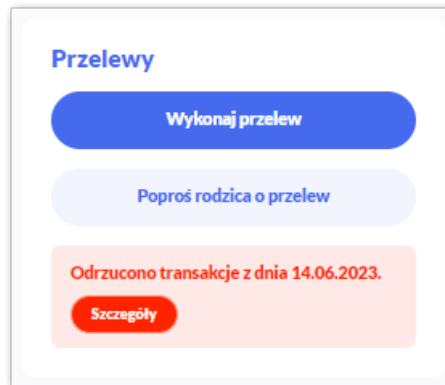 Przelewy
Wykonaj przelew
Poproś rodzica o przelew
Odrzucono transakcje z dnia 14.06.2023.
Szczegóły